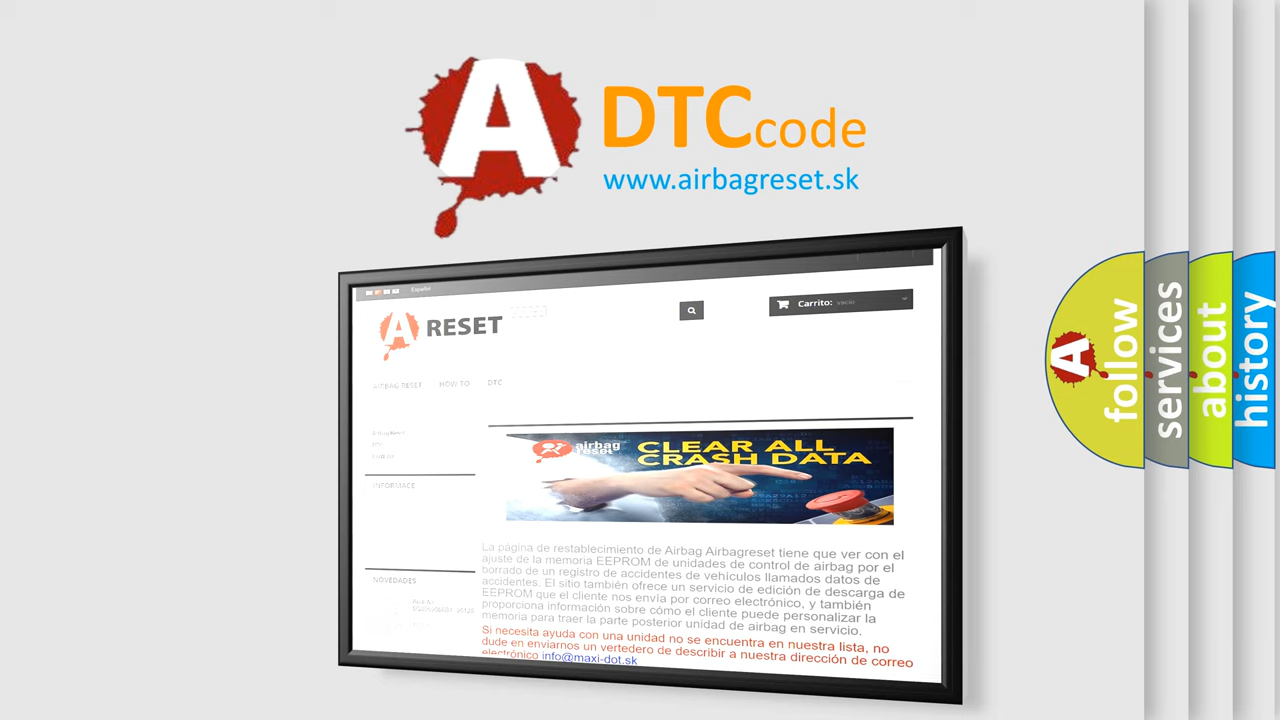 A DTC code
www.airbagreset.sk
Español
A RESET
Carrito: vacío
AIRBAG RESET HOW TO DTC
INFORMACE
NOVEDADES
airbag
reset
CLEAR ALL
CRASH DATA
La página de restablecimiento de Airbag Airbagreset tiene que ver con el
ajuste de la memoria EEPROM de unidades de control de airbag por el
borrado de un registro de accidentes de vehículos llamados datos de
accidentes. El sitio también ofrece un servicio de edición de descarga de
EEPROM que el cliente nos envía por correo electrónico, y también
proporciona información sobre cómo el cliente puede personalizar la
memoria para traer la parte posterior unidad de airbag en servicio.
Si necesita ayuda con una unidad no se encuentra en nuestra lista, no
dude en enviarnos un vertedero de describir a nuestra dirección de correo
electrónico info@maxi-dot.sk
A follow
services
about
history